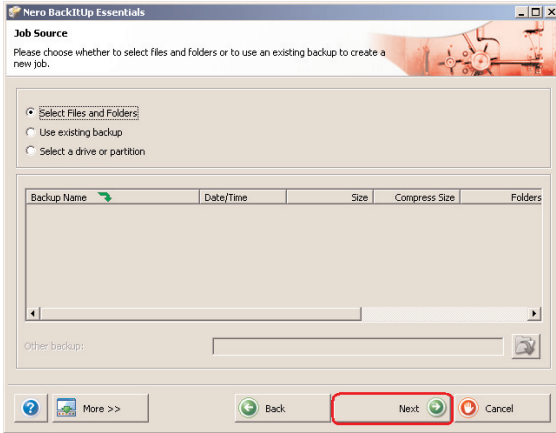 Nero BackItUp Essentials
Job Source
Please choose whether to select files and folders or to use an existing backup to create a
new job.
Select Files and Folders
Use existing backup
Select a drive or partition
Backup Name Date/Time Size Compress Size Folders
Other backup:
More >> Back Next Cancel